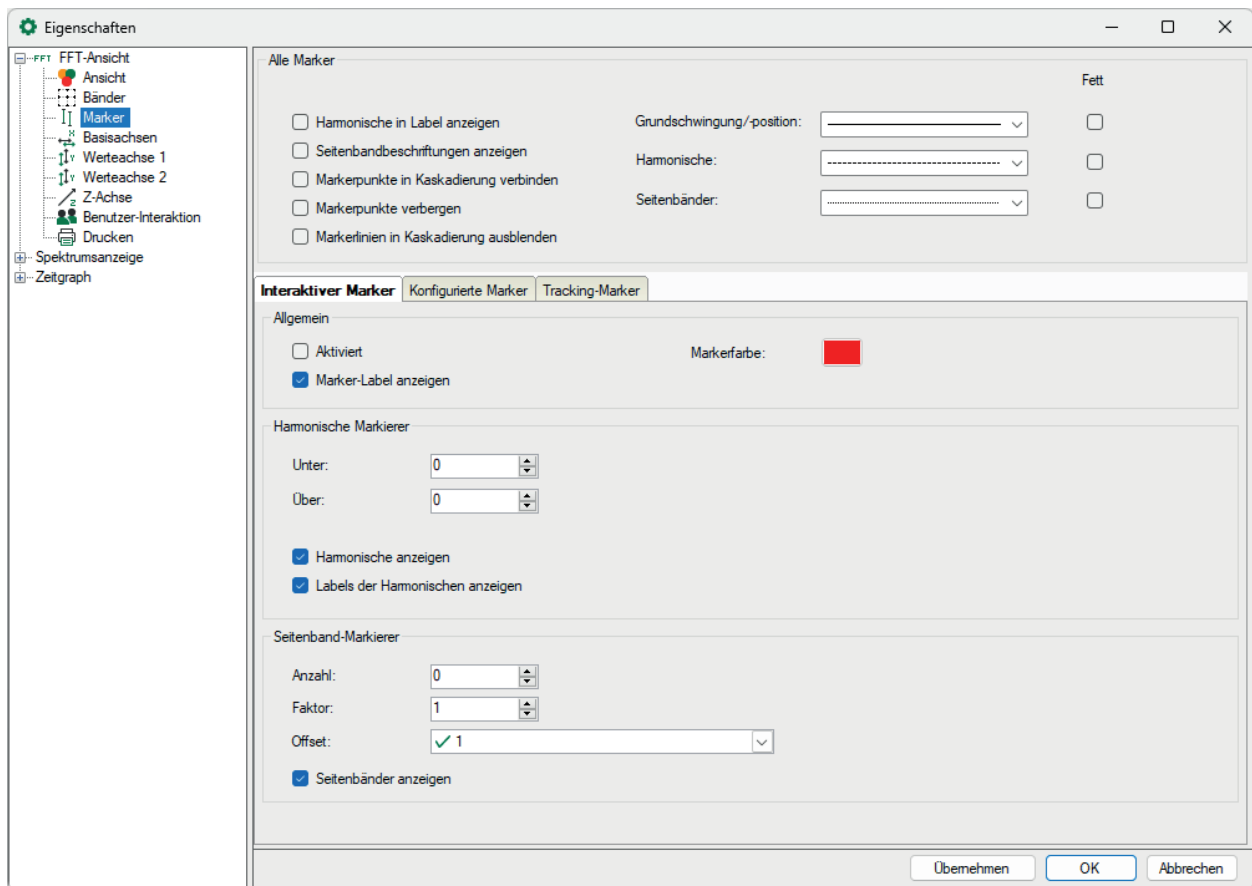 Eigenschaften
FFT FFT-Ansicht
Ansicht
Bänder
Marker
Basisachsen
Werteachse 1
Werteachse 2
Z-Achse
Benutzer-Interaktion
Drucken
Spektrumsanzeige
Zeitgraph
Alle Marker
Fett
Harmonische in Label anzeigen
Grundschwingung/-position:
Seitenbandbeschriftungen anzeigen
Harmonische:
Markerpunkte in Kaskadierung verbinden
Seitenbänder:
Markerpunkte verbergen
Markerlinien in Kaskadierung ausblenden
Interaktiver Marker Konfigurierte Marker Tracking-Marker
Allgemein
Aktiviert
Markerfarbe:
Marker-Label anzeigen
Harmonische Markierer
Unter: 0
Über: 0
Harmonische anzeigen
Labels der Harmonischen anzeigen
Seitenband-Markierer
Anzahl: 0
Faktor: 1
Offset: 1
Seitenbänder anzeigen
Übernehmen OK Abbrechen